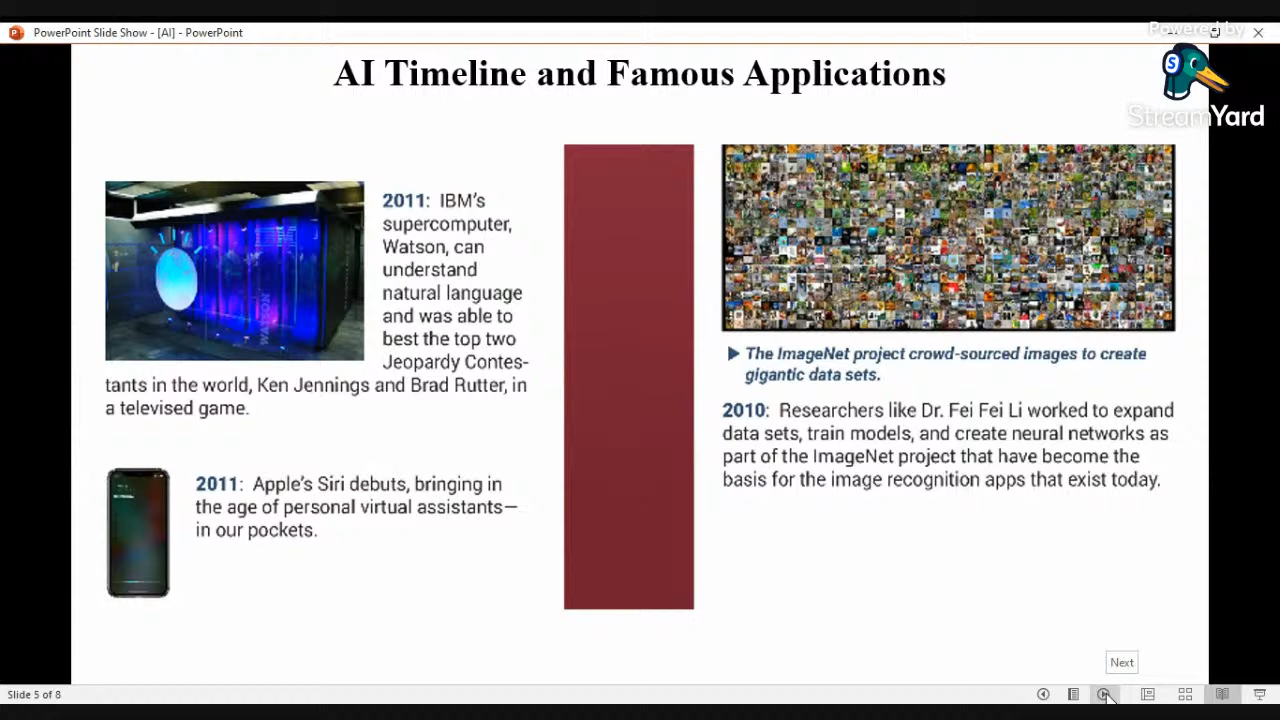 PowerPoint Slide Show - [AI] - PowerPoint
Powered by
StreamYard
AI Timeline and Famous Applications
WATSON
2011: IBM's
supercomputer,
Watson, can
understand
natural language
and was able to
best the top two
Jeopardy Contes-
tants in the world, Ken Jennings and Brad Rutter, in
a televised game.
2011: Apple's Siri debuts, bringing in
the age of personal virtual assistants—
in our pockets.
The ImageNet project crowd-sourced images to create
gigantic data sets.
2010: Researchers like Dr. Fei Fei Li worked to expand
data sets, train models, and create neural networks as
part of the ImageNet project that have become the
basis for the image recognition apps that exist today.
Next
Slide 5 of 8